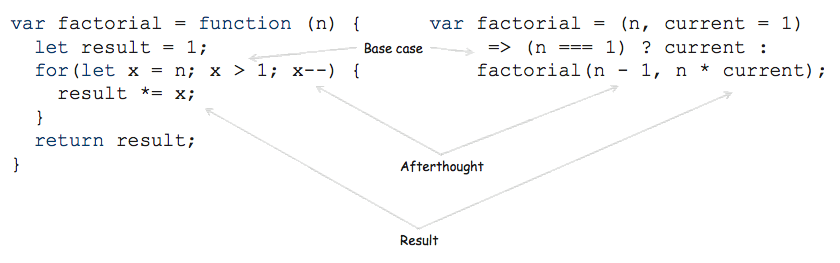 var factorial = function (n) {
let result = 1;
for(let x = n; x > 1; x--) {
result *= x;
}
return result;
}
Base case
var factorial = (n, current = 1)
=> (n === 1) ? current :
factorial(n - 1, n * current);
Afterthought
Result